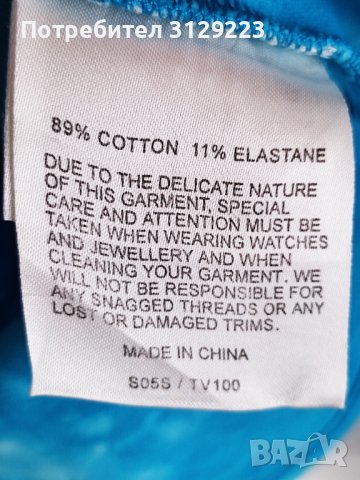 Потребител 3129223
89% COTTON 11% ELASTANE
DUE TO THE DELICATE NATURE
OF THIS GARMENT, SPECIAL
CARE AND ATTENTION MUST BE
TAKEN WHEN WEARING WATCHES
AND JEWELLERY AND WHEN
CLEANING YOUR GARMENT. WE
WILL NOT BE RESPONSIBLE FOR
ANY SNAGGED THREADS OR ANY
LOST OR DAMAGED TRIMS.
MADE IN CHINA
S05S / TV100
BAZAR